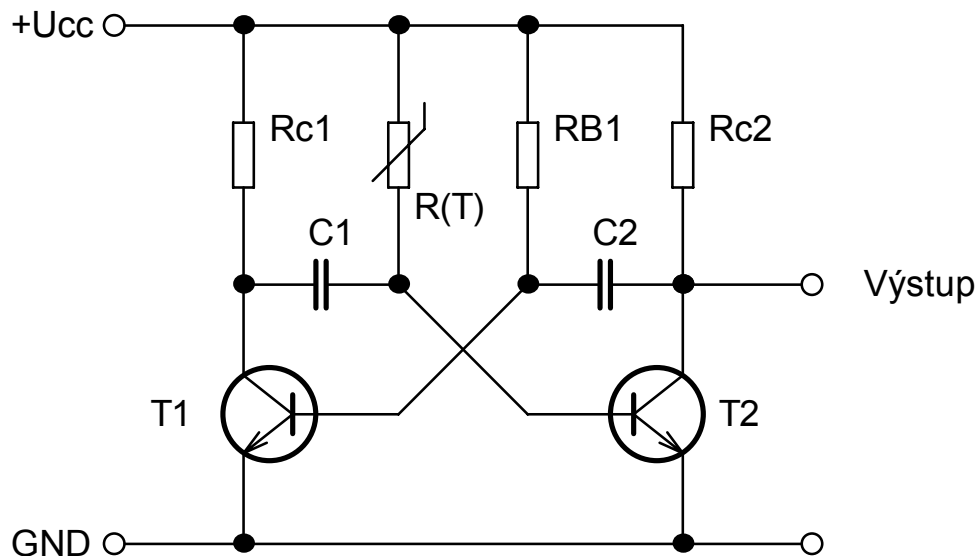 +Ucc
Rc1
RB1
Rc2
R(T)
C1
C2
Výstup
T1
T2
GND